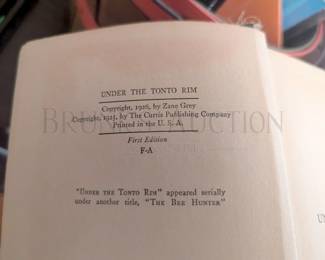 UNDER THE TONTO RIM
Copyright, 1926, by Zane Grey
Copyright, 1925, by The Curtis Publishing Company
Printed in the U. S. A.
First Edition
F-A
"UNDER THE TONTO RIM" appeared serially
under another title, "THE BEE HUNTER"